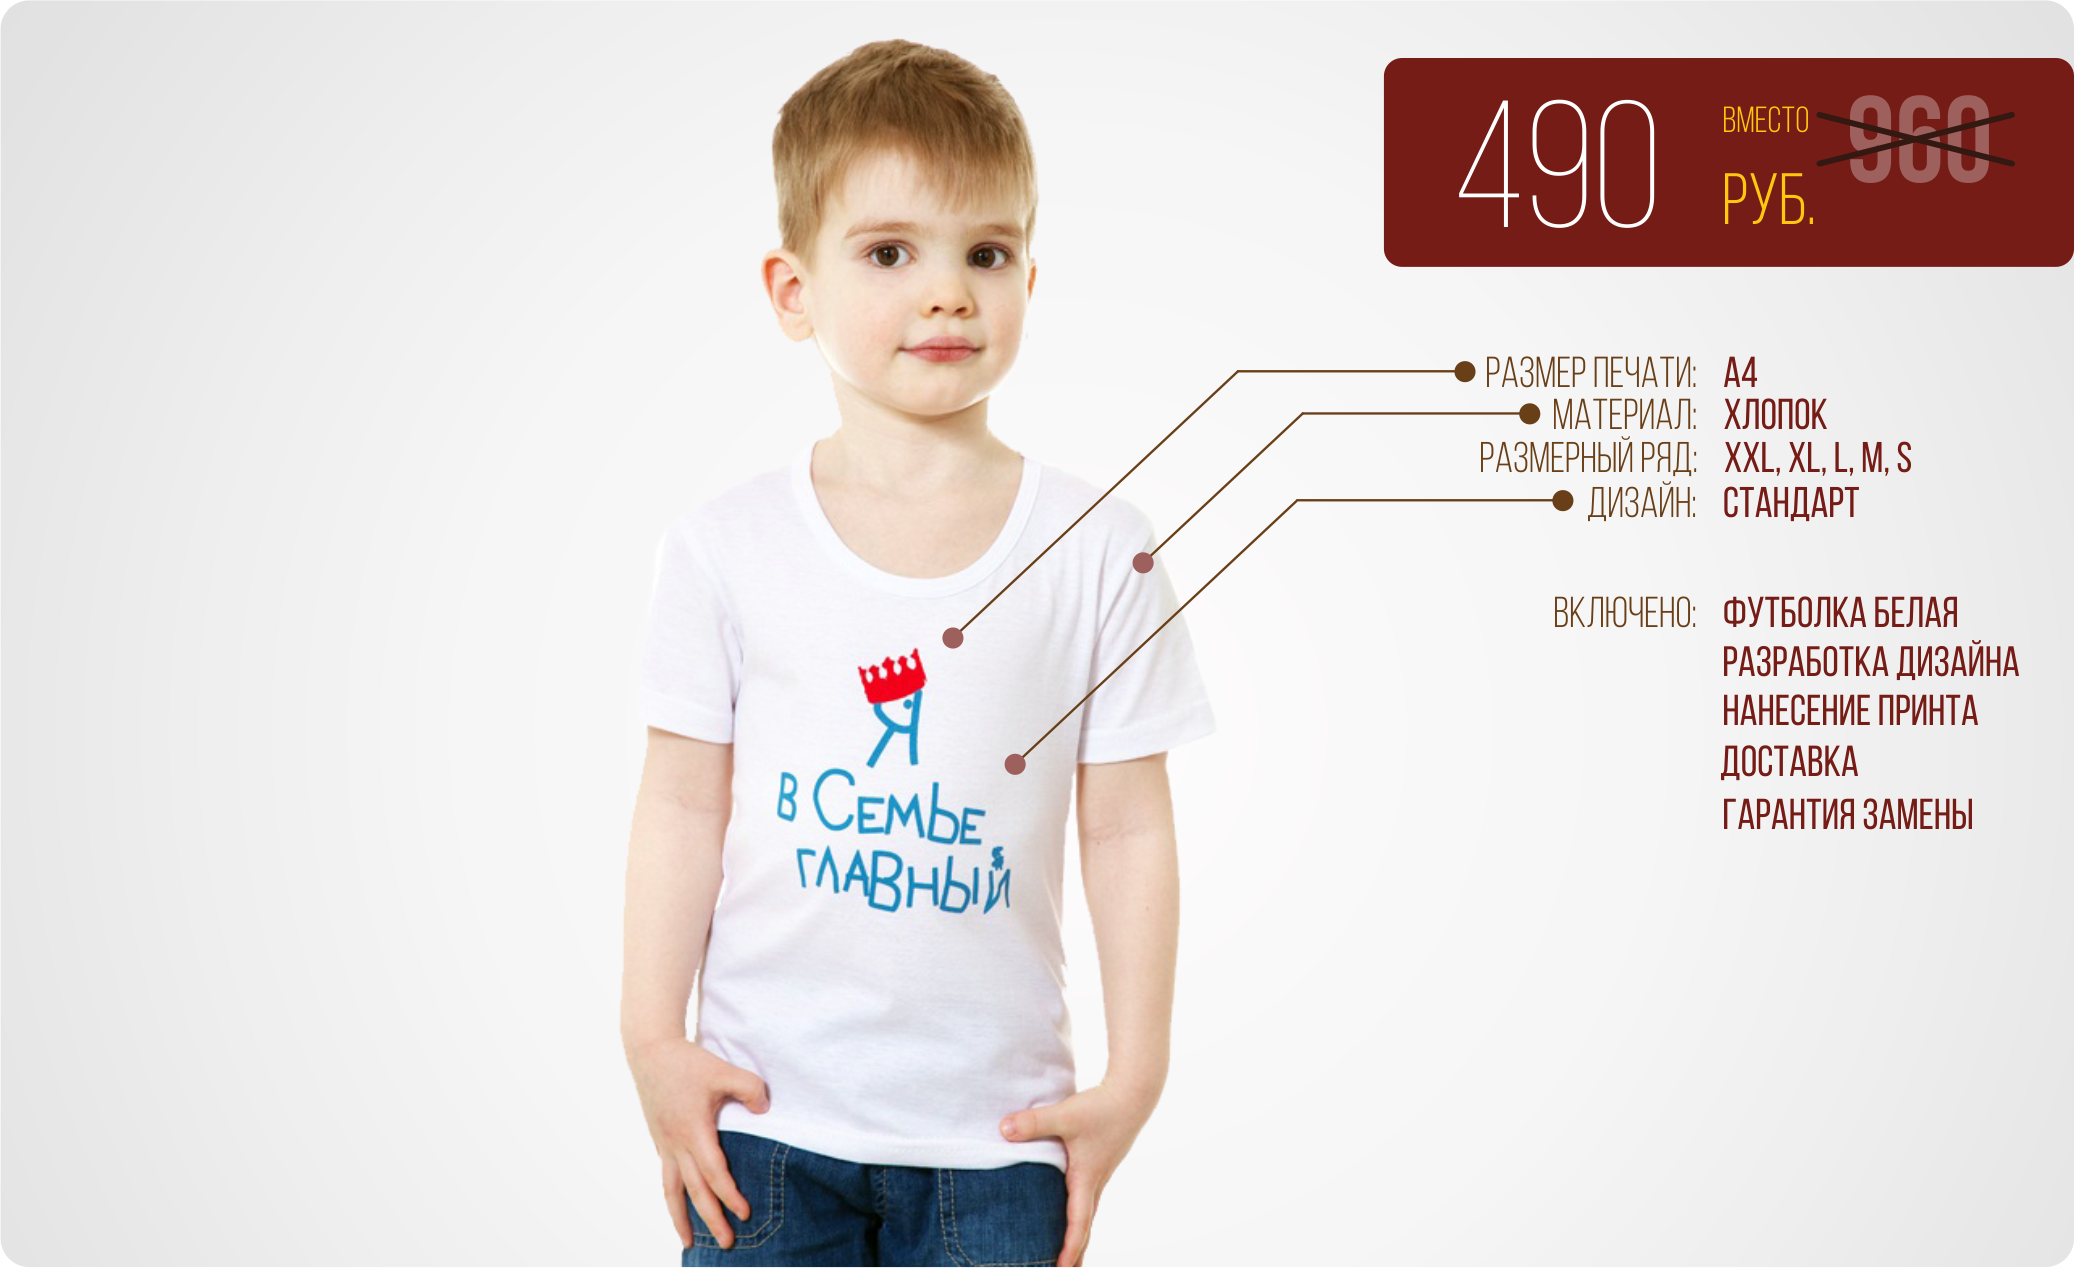 490 ВМЕСТО 960
РУБ.
РАЗМЕР ПЕЧАТИ: А4
МАТЕРИАЛ: ХЛОПОК
РАЗМЕРНЫЙ РЯД: XXL, XL, L, M, S
ДИЗАЙН: СТАНДАРТ
ВКЛЮЧЕНО: ФУТБОЛКА БЕЛАЯ
РАЗРАБОТКА ДИЗАЙНА
НАНЕСЕНИЕ ПРИНТА
ДОСТАВКА
ГАРАНТИЯ ЗАМЕНЫ
Я
В СЕМЬЕ
ГЛАВНЫЙ